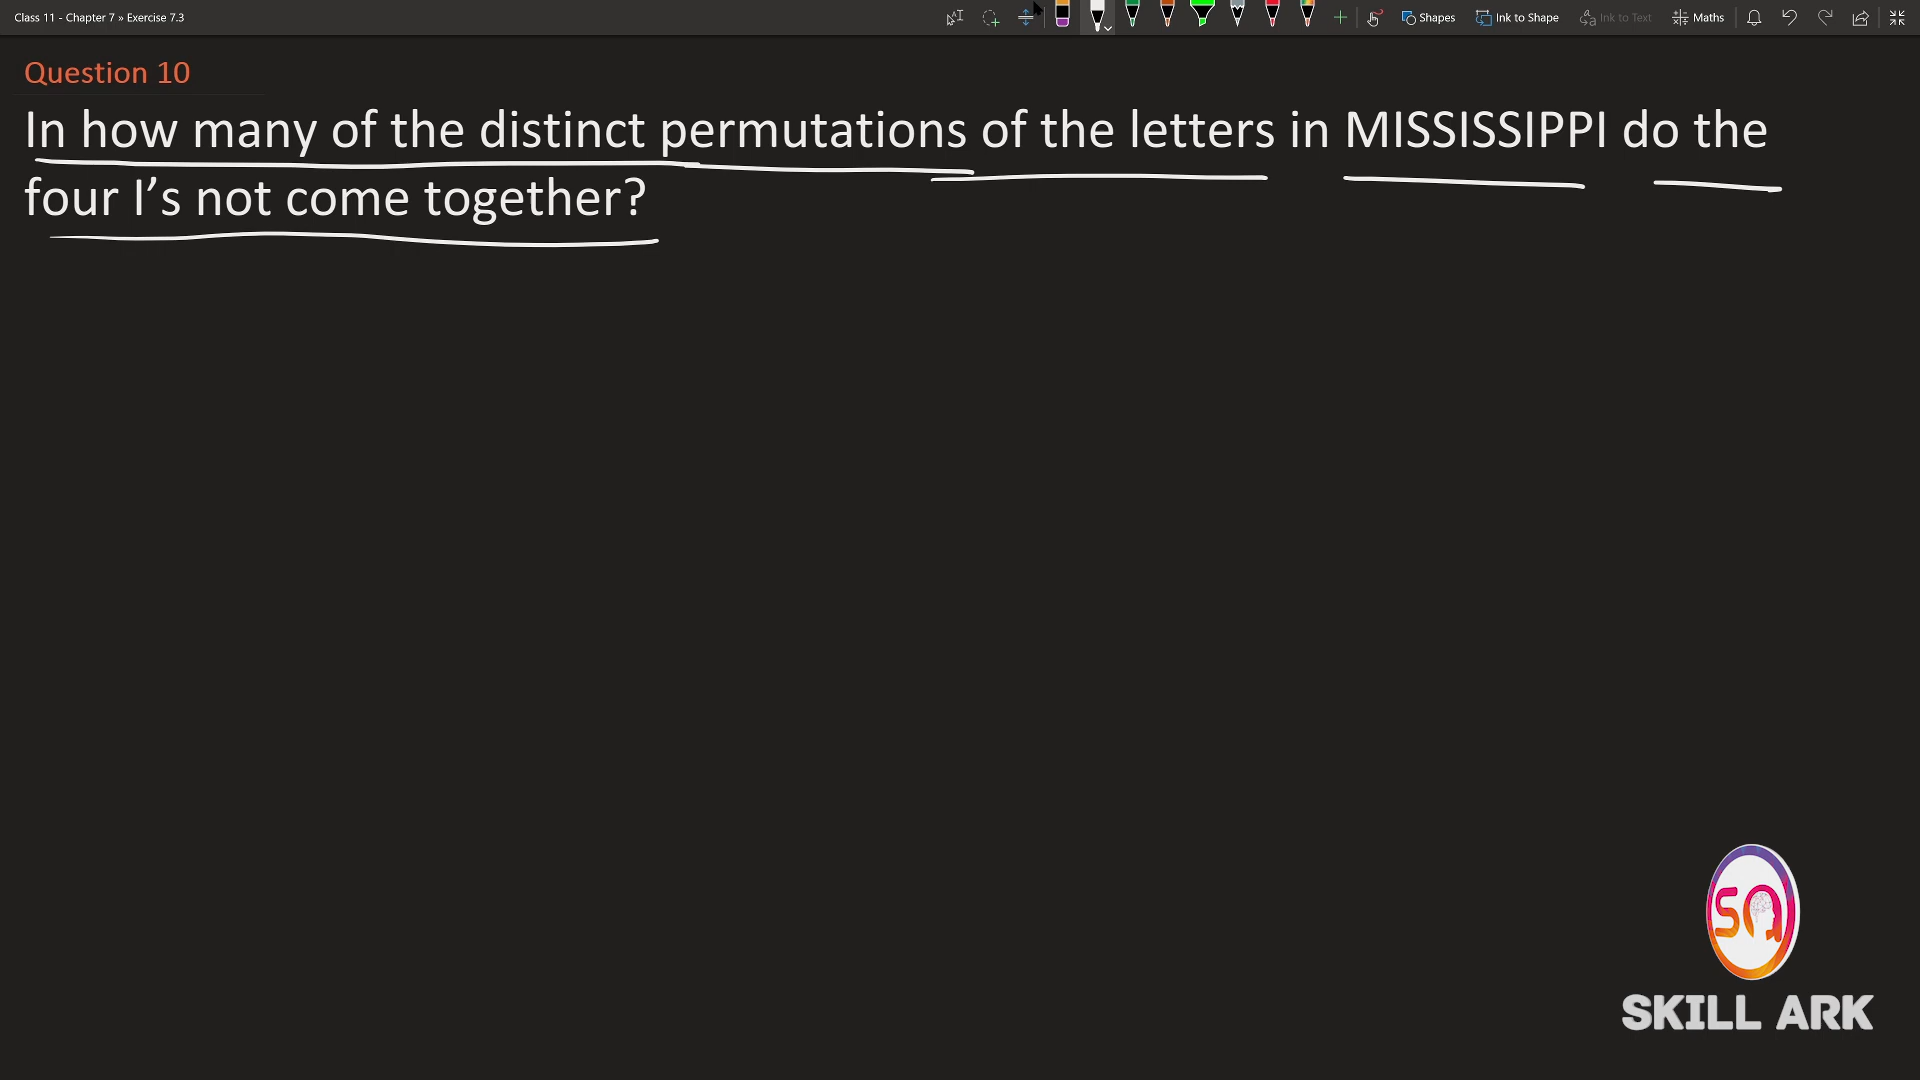 Class 11 - Chapter 7 » Exercise 7.3
Shapes
Ink to Shape
Ink to Text
Maths
Question 10
In how many of the distinct permutations of the letters in MISSISSIPPI do the
four I’s not come together?
SA
SKILL ARK